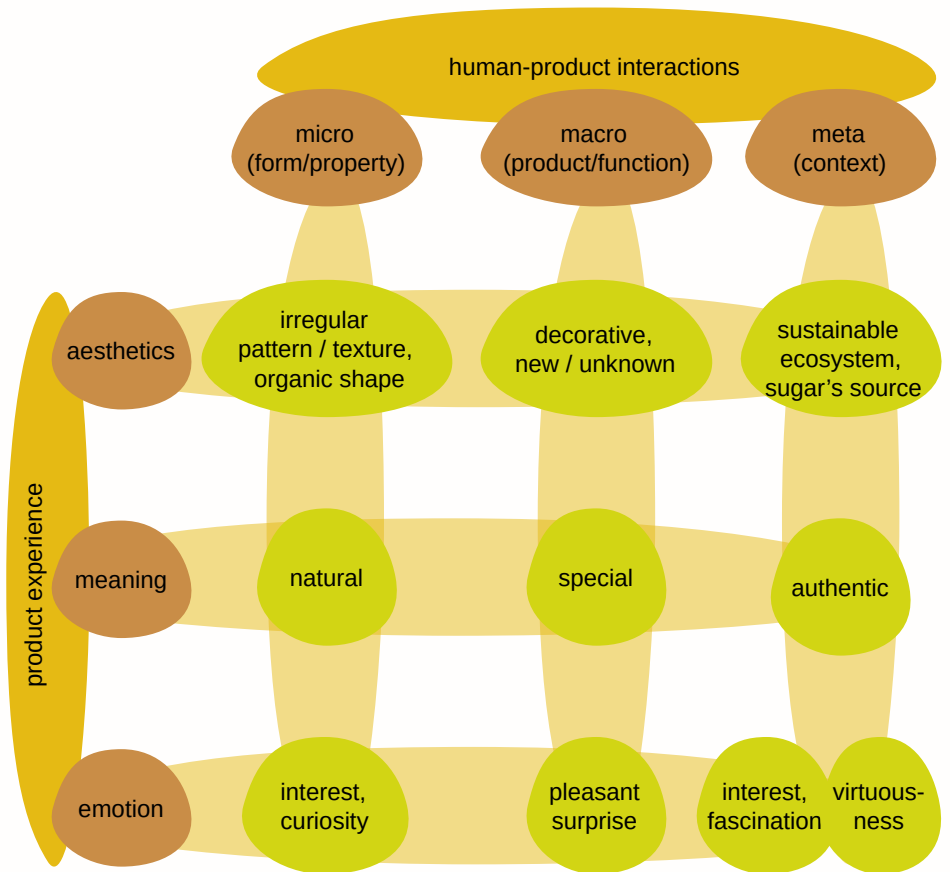 human-product interactions
micro
(form/property)
macro
(product/function)
meta
(context)
product experience
aesthetics
irregular
pattern / texture,
organic shape
decorative,
new / unknown
sustainable
ecosystem,
sugar’s source
meaning
natural
special
authentic
emotion
interest,
curiosity
pleasant
surprise
interest,
fascination
virtuous-
ness